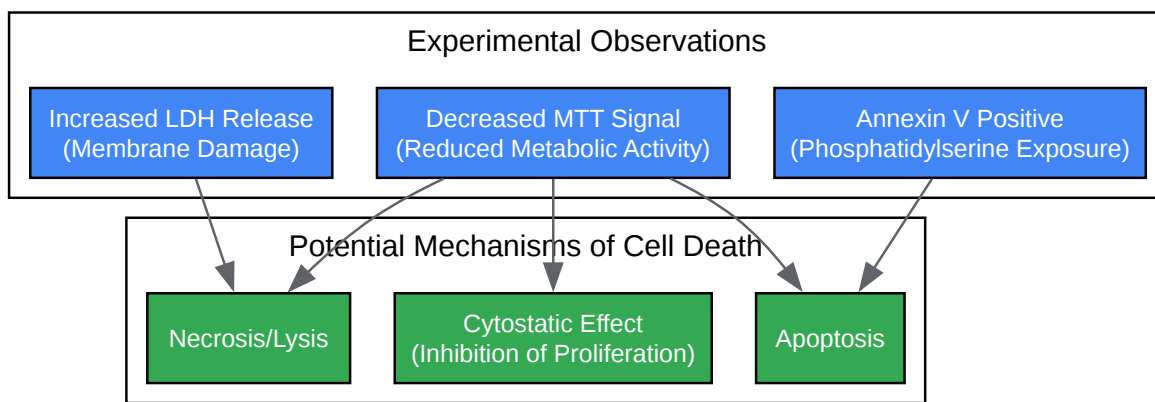 Experimental Observations
Increased LDH Release
(Membrane Damage)
Decreased MTT Signal
(Reduced Metabolic Activity)
Annexin V Positive
(Phosphatidylserine Exposure)
Potential Mechanisms of Cell Death
Necrosis/Lysis
Cytostatic Effect
(Inhibition of Proliferation)
Apoptosis